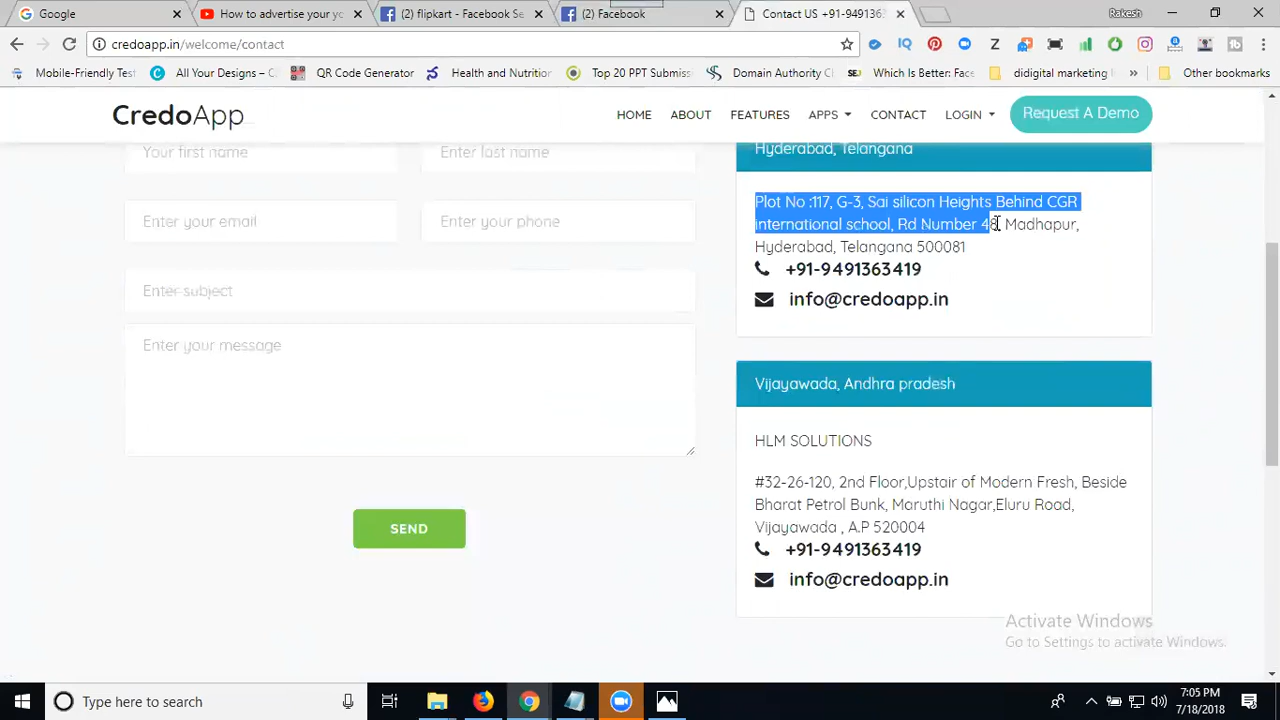 Google
How to advertise your yo
(2) flipkart - Facebook Se
(2) Facebook
Contact US +91-9491363
Rakesh
credoapp.in/welcome/contact
Mobile-Friendly Test
All Your Designs – C
QR Code Generator
Health and Nutrition
Top 20 PPT Submiss
Domain Authority C
Which Is Better: Face
didigital marketing
Other bookmarks
CredoApp
HOME
ABOUT
FEATURES
APPS
CONTACT
LOGIN
Request A Demo
Your first name
Enter last name
Enter your email
Enter your phone
Enter subject
Enter your message
SEND
Hyderabad, Telangana
Plot No :117, G-3, Sai silicon Heights Behind CGR
international school, Rd Number 48, Madhapur,
Hyderabad, Telangana 500081
+91-9491363419
info@credoapp.in
Vijayawada, Andhra pradesh
HLM SOLUTIONS
#32-26-120, 2nd Floor,Upstair of Modern Fresh, Beside
Bharat Petrol Bunk, Maruthi Nagar,Eluru Road,
Vijayawada , A.P 520004
+91-9491363419
info@credoapp.in
Activate Windows
Go to Settings to activate Windows.
Type here to search
7:05 PM
7/18/2018